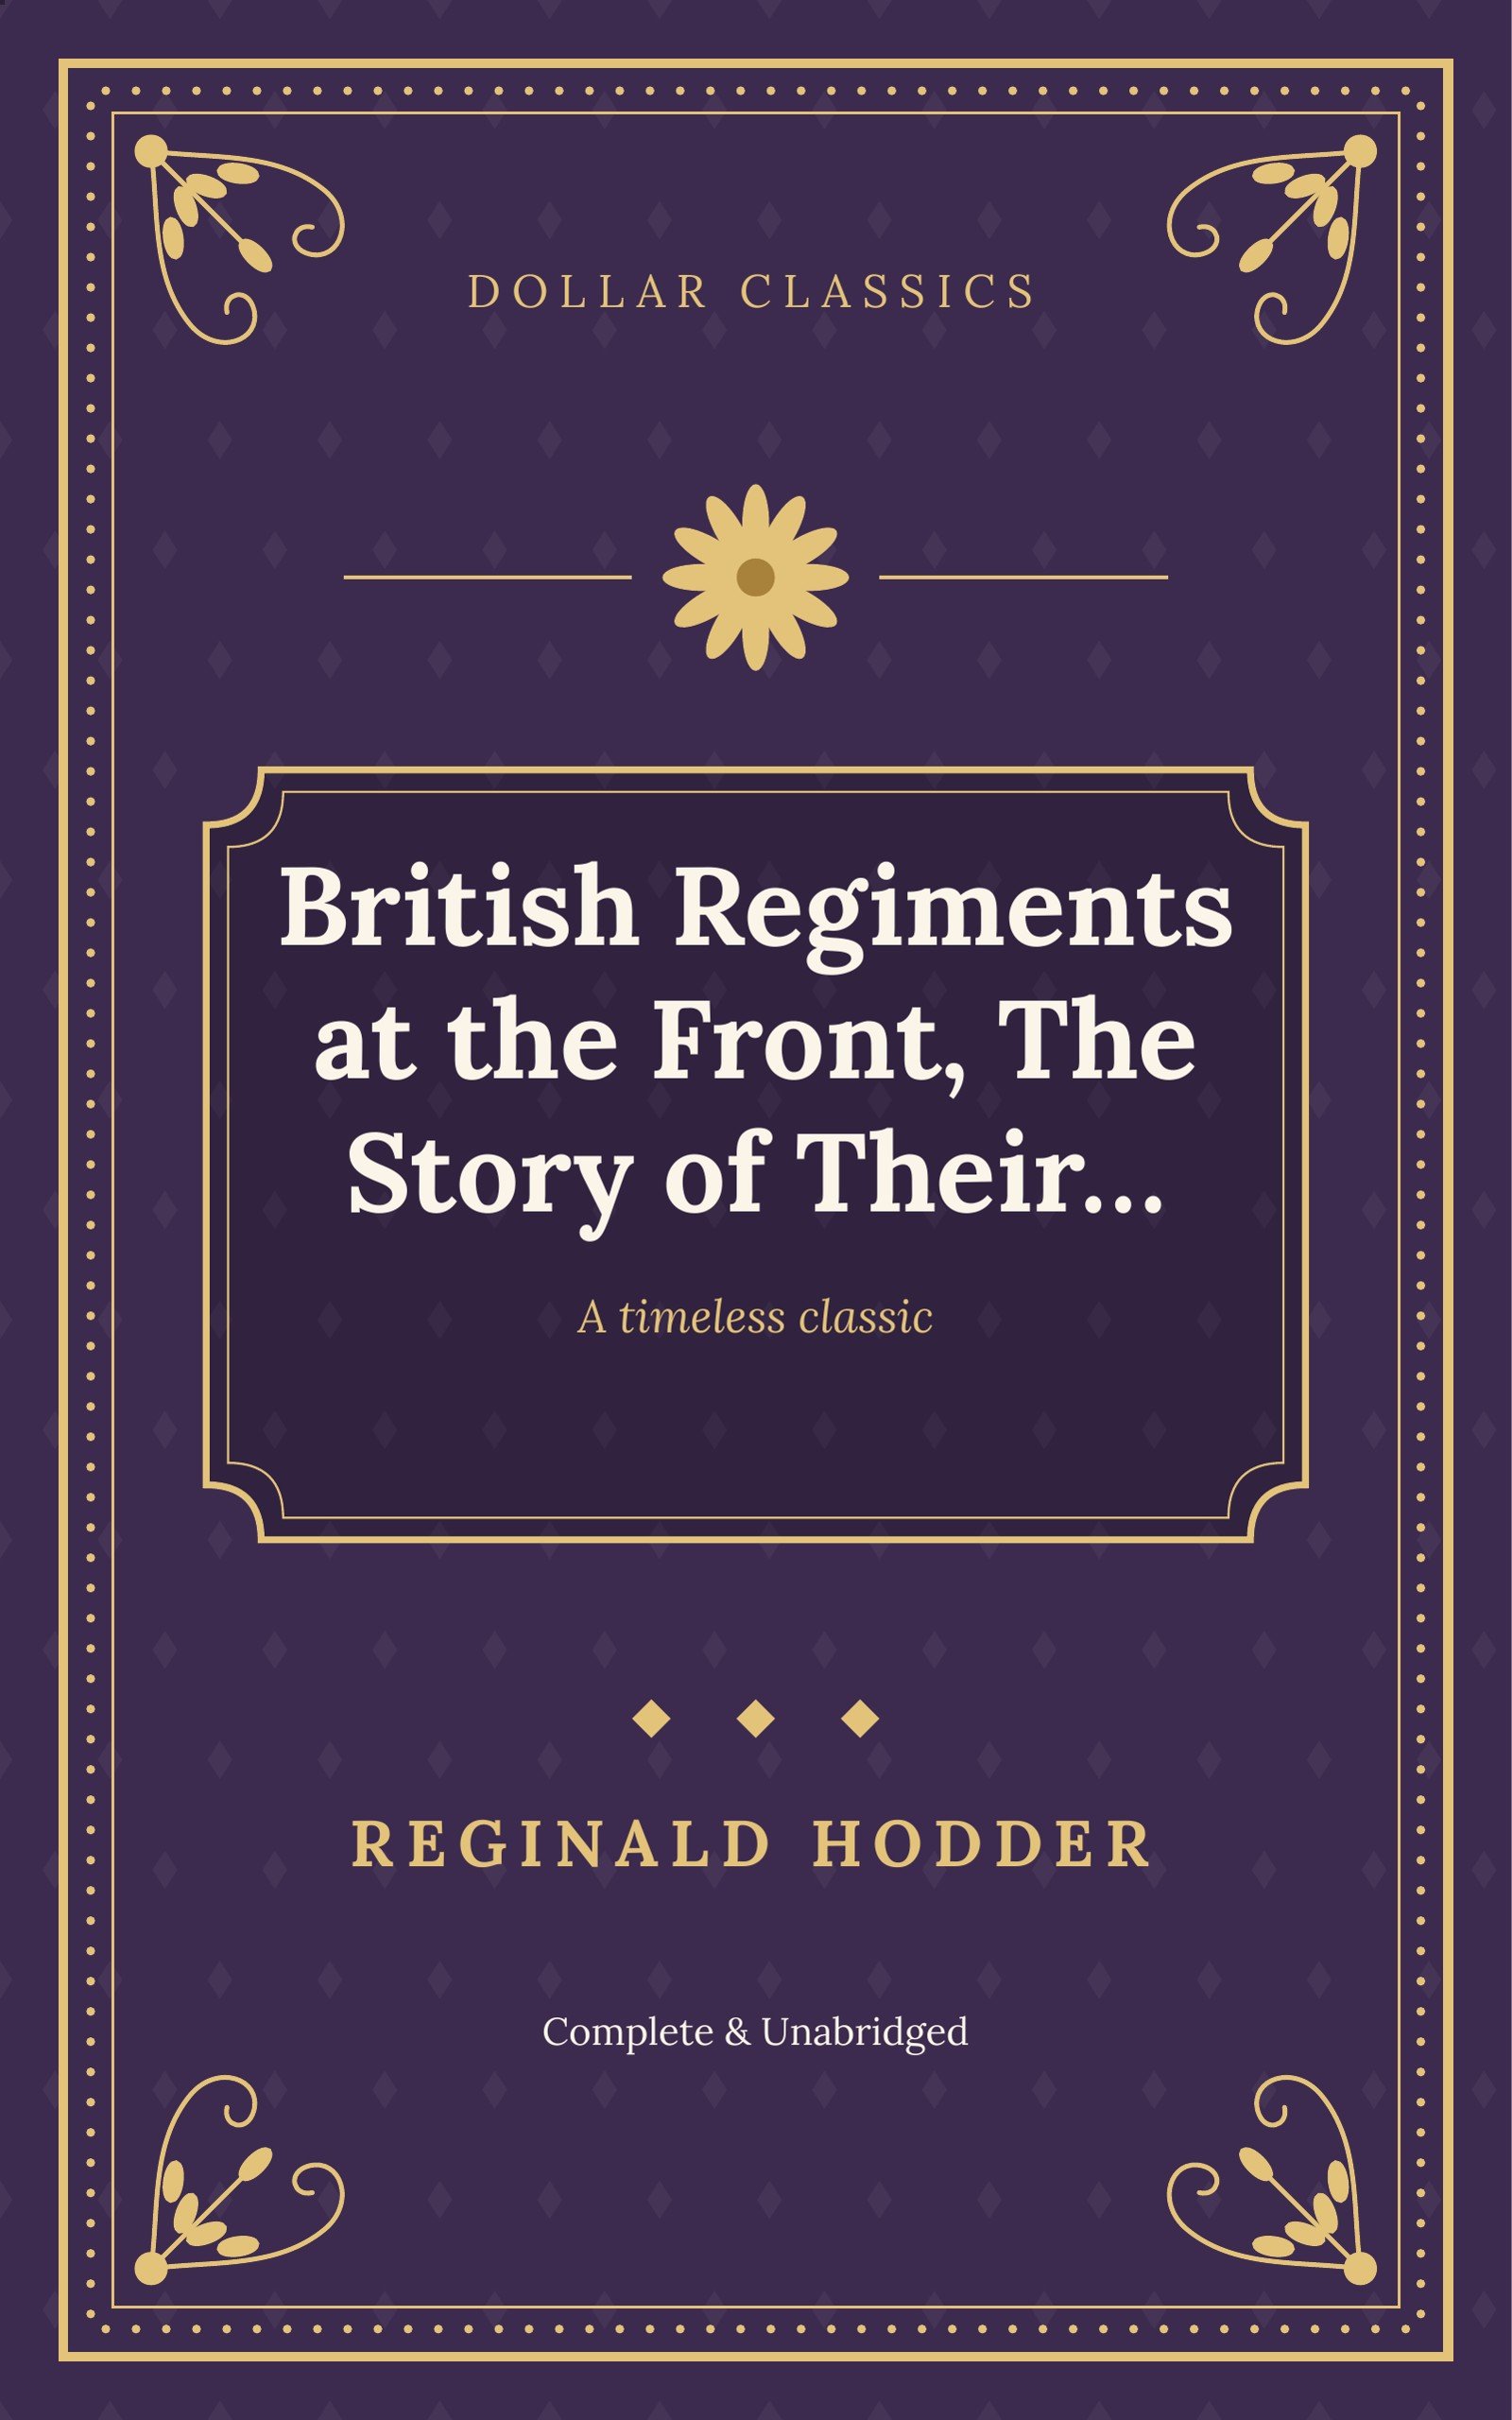 DOLLAR CLASSICS
British Regiments
at the Front, The
Story of Their...
A timeless classic
REGINALD HODDER
Complete & Unabridged